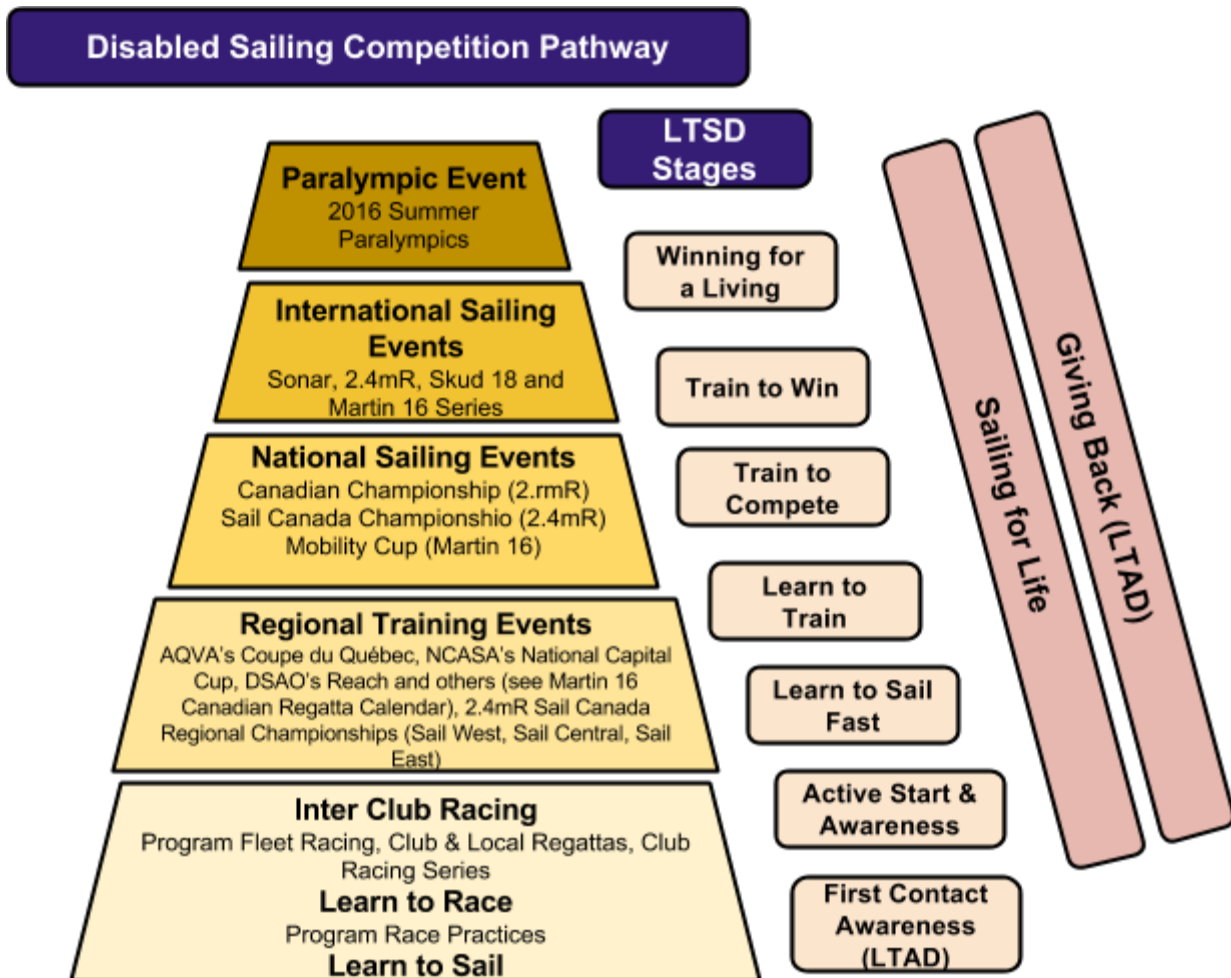 Disabled Sailing Competition Pathway
LTSD
Stages
Paralympic Event
2016 Summer
Paralympics
International Sailing
Events
Sonar, 2.4mR, Skud 18 and
Martin 16 Series
National Sailing Events
Canadian Championship (2.rmR)
Sail Canada Championshio (2.4mR)
Mobility Cup (Martin 16)
Regional Training Events
AQVA's Coupe du Québec, NCASA's National Capital
Cup, DSAO's Reach and others (see Martin 16
Canadian Regatta Calendar), 2.4mR Sail Canada
Regional Championships (Sail West, Sail Central, Sail
East)
Inter Club Racing
Program Fleet Racing, Club & Local Regattas, Club
Racing Series
Learn to Race
Program Race Practices
Learn to Sail
Winning for
a Living
Train to Win
Train to
Compete
Learn to
Train
Learn to Sail
Fast
Active Start &
Awareness
First Contact
Awareness
(LTAD)
Sailing for Life
Giving Back (LTAD)